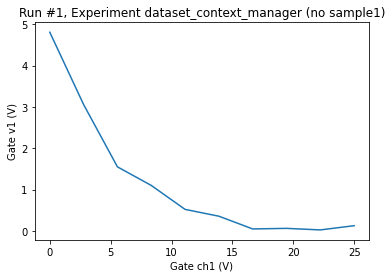 Run #1, Experiment dataset_context_manager (no sample1)
5
4
3
2
1
0
Gate v1 (V)
0 5 10 15 20 25
Gate ch1 (V)